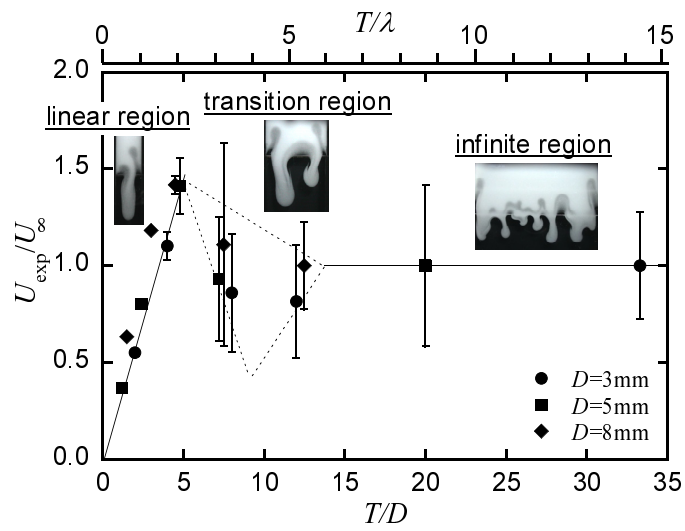 T/λ
0 5 10 15
2.0
1.5
1.0
0.5
0.0
U_exp/U_∞
linear region
transition region
infinite region
D=3mm
D=5mm
D=8mm
0 5 10 15 20 25 30 35
T/D